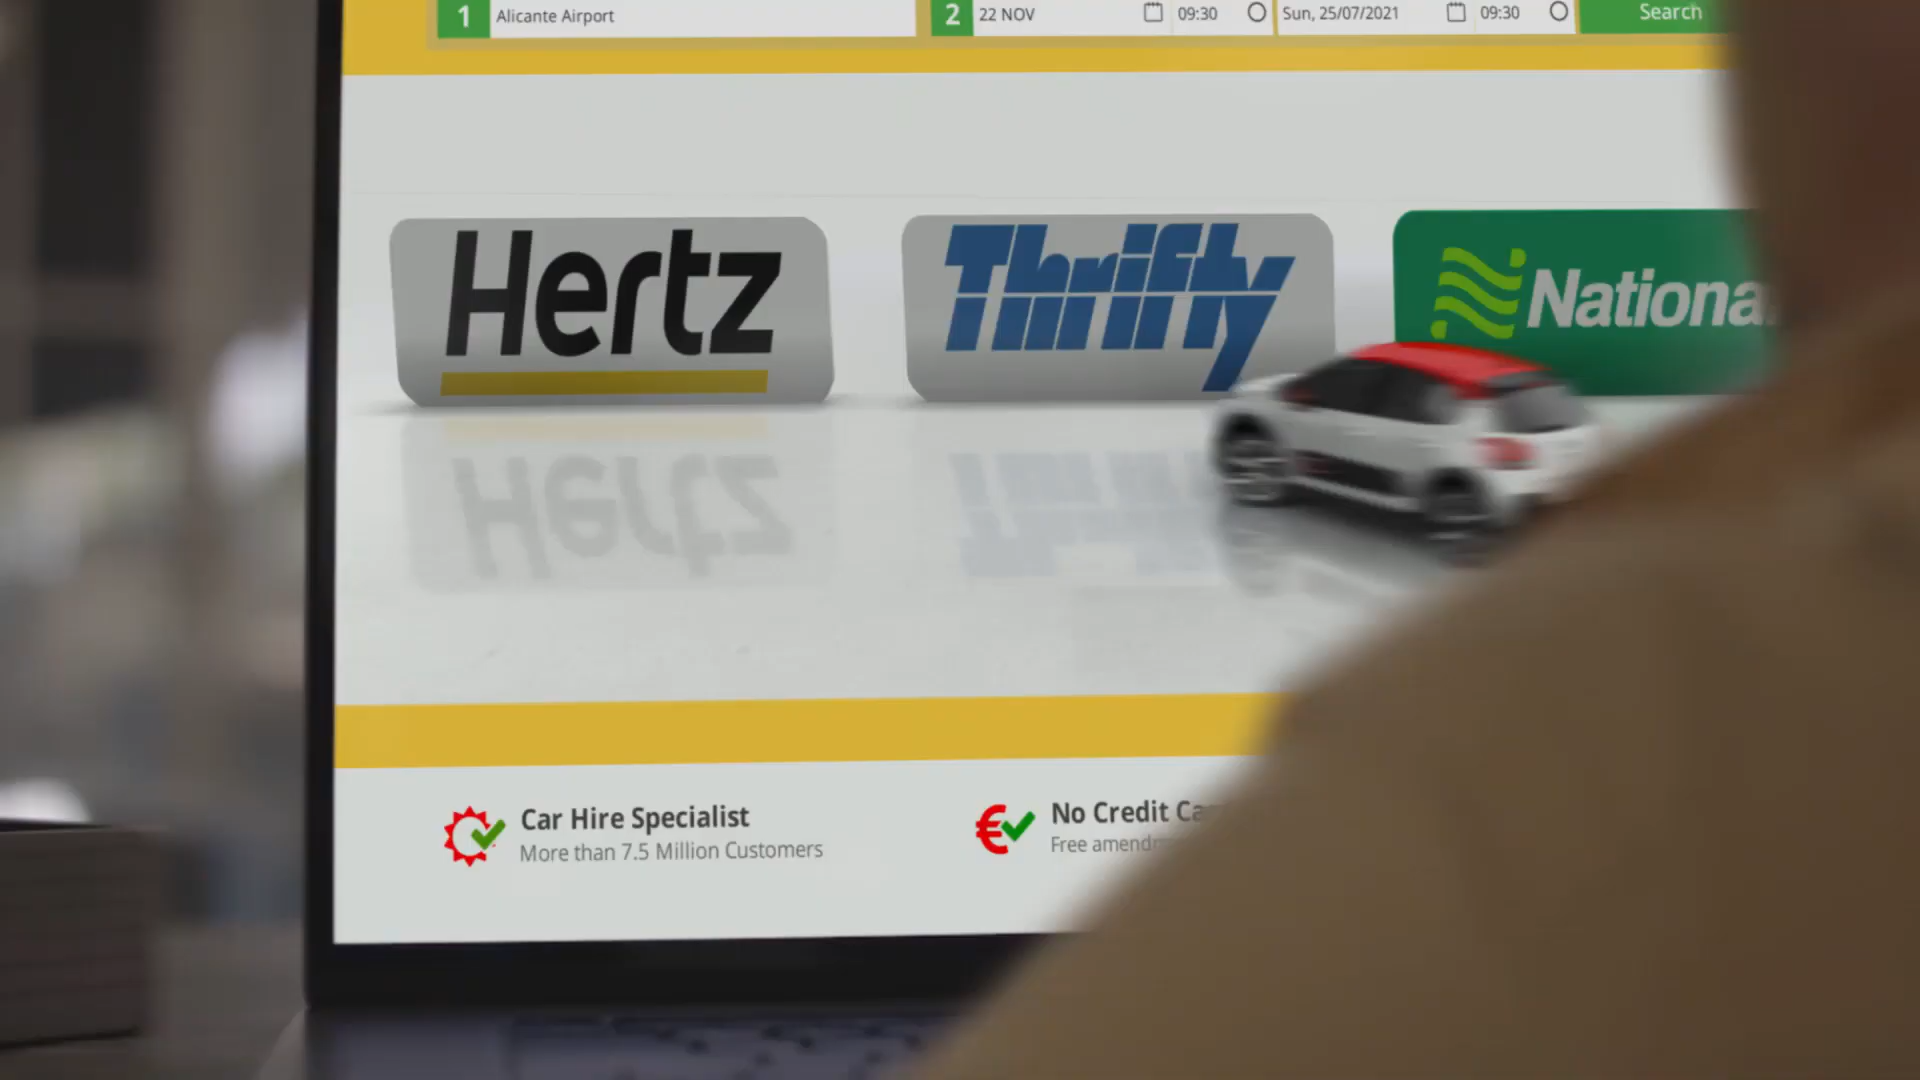 1 Alicante Airport 2 22 NOV 09:30 Sun, 25/07/2021 09:30 Search
Hertz
Thrifty
Nationa
Car Hire Specialist
More than 7.5 Million Customers
No Credit Ca
Free amend